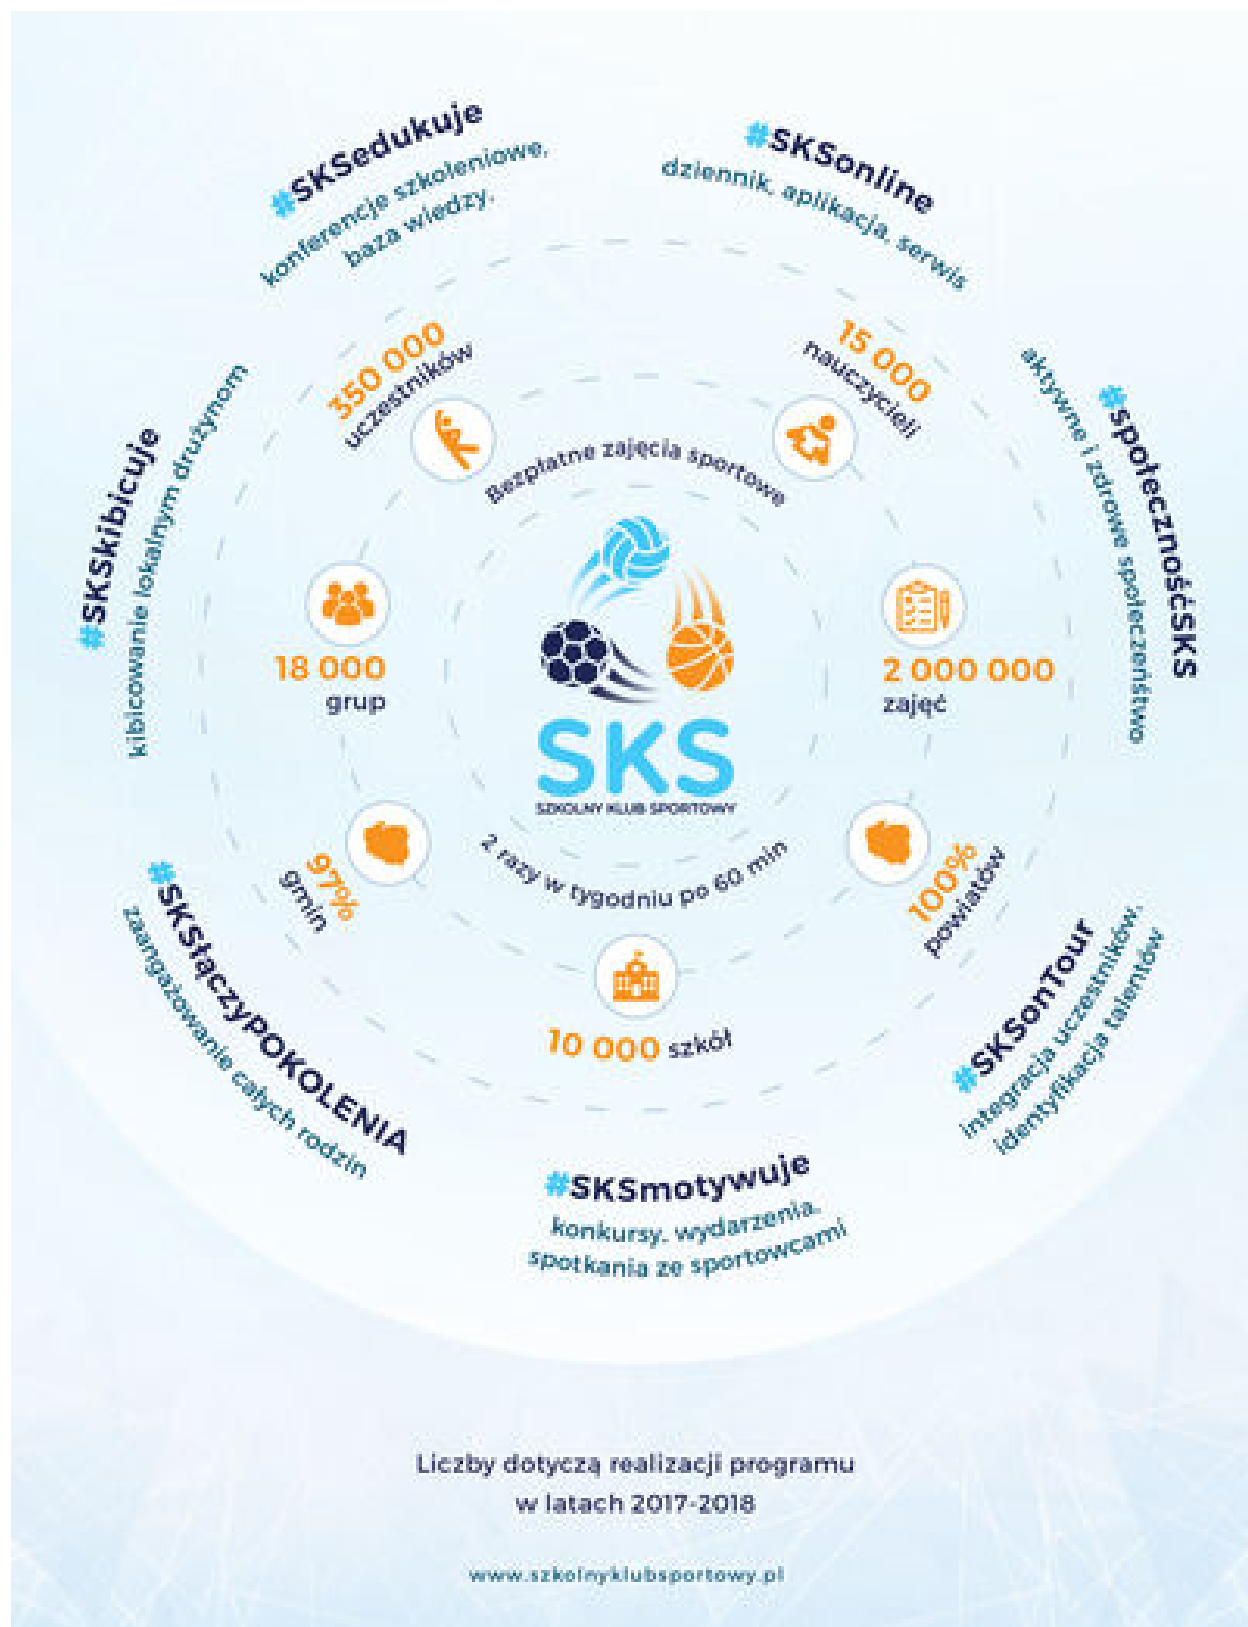 #SKSedukuje
konferencje szkoleniowe,
baza wiedzy,
#SKSonline
dziennik, aplikacja, serwis
#społecznośćSKS
aktywne i zdrowe społeczeństwo
#SKSonTour
integracja uczestników,
identyfikacja talentów
#SKSmotywuje
konkursy, wydarzenia,
spotkania ze sportowcami
#SKSłączyPOKOLENIA
zaangażowanie całych rodzin
#SKSkibicuje
kibicowanie lokalnym drużynom
350 000
uczestników
15 000
nauczycieli
2 000 000
zajęć
100%
powiatów
10 000 szkół
97%
gmin
18 000
grup
Bezpłatne zajęcia sportowe
SKS
SZKOLNY KLUB SPORTOWY
2 razy w tygodniu po 60 min
Liczby dotyczą realizacji programu
w latach 2017-2018
www.szkolnyklubsportowy.pl